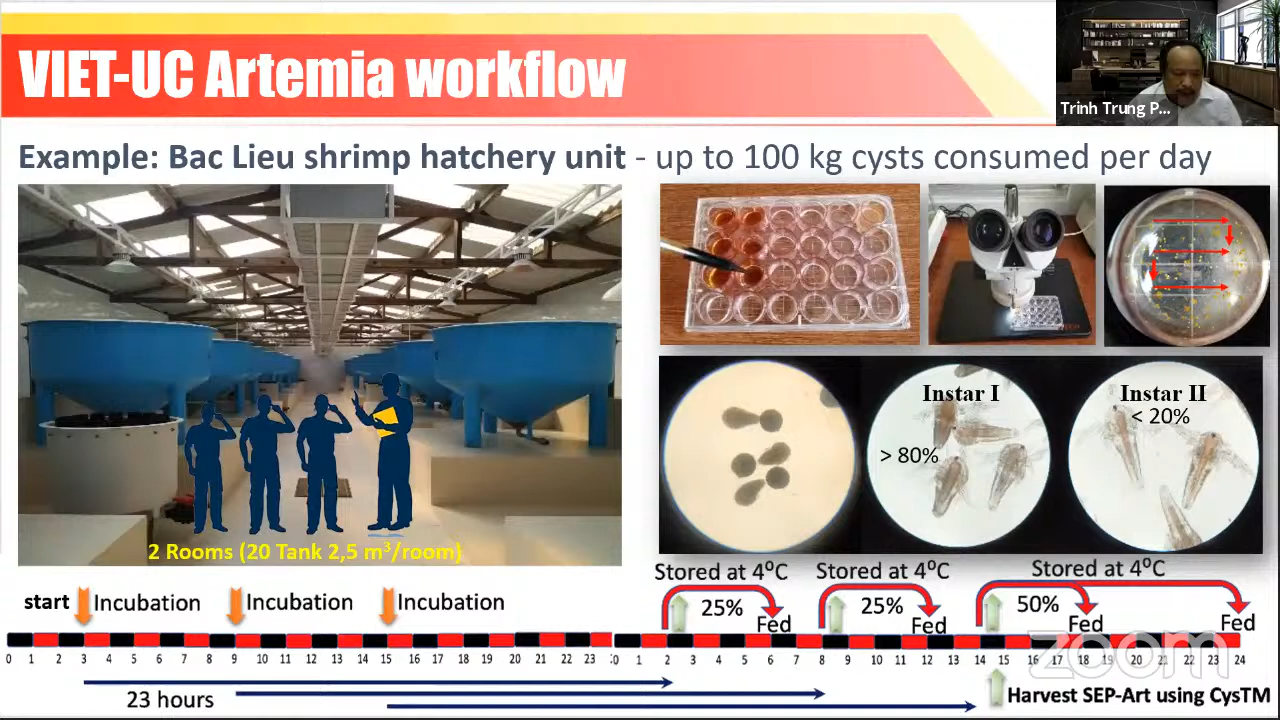 VIET-UC Artemia workflow
Trinh Trung P...
Example: Bac Lieu shrimp hatchery unit - up to 100 kg cysts consumed per day
2 Rooms (20 Tank 2,5 m³/room)
Instar I
> 80%
Instar II
< 20%
start
Incubation
Incubation
Incubation
Stored at 4⁰C
Stored at 4⁰C
Stored at 4⁰C
25%
Fed
25%
Fed
50%
Fed
Fed
0 1 2 3 4 5 6 7 8 9 10 11 12 13 14 15 16 17 18 19 20 21 22 23
0 1 2 3 4 5 6 7 8 9 10 11 12 13 14 15 16 17 18 19 20 21 22 23 24
zoom
23 hours
Harvest SEP-Art using CysTM